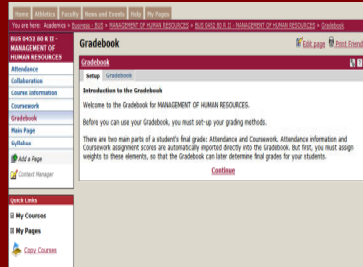 Home Athletics Faculty News and Events Help My Pages
You are here: Academics > Business - BUS > MANAGEMENT OF HUMAN RESOURCES > BUS 0432 80 R II - MANAGEMENT OF HUMAN RESOURCES > Gradebook
BUS 0432 80 R II -
MANAGEMENT OF
HUMAN RESOURCES
Attendance
Collaboration
Course Information
Coursework
Gradebook
Main Page
Syllabus
Add a Page
Context Manager
Quick Links
My Courses
My Pages
Copy Courses
Gradebook
Edit page Print Friend
Gradebook
Setup Gradebook
Introduction to the Gradebook
Welcome to the Gradebook for MANAGEMENT OF HUMAN RESOURCES.
Before you can use your Gradebook, you must set-up your grading methods.
There are two main parts of a student's final grade: Attendance and Coursework. Attendance information and
Coursework assignment scores are automatically imported directly into the Gradebook. But first, you must assign
weights to these elements, so that the Gradebook can later determine final grades for your students.
Continue